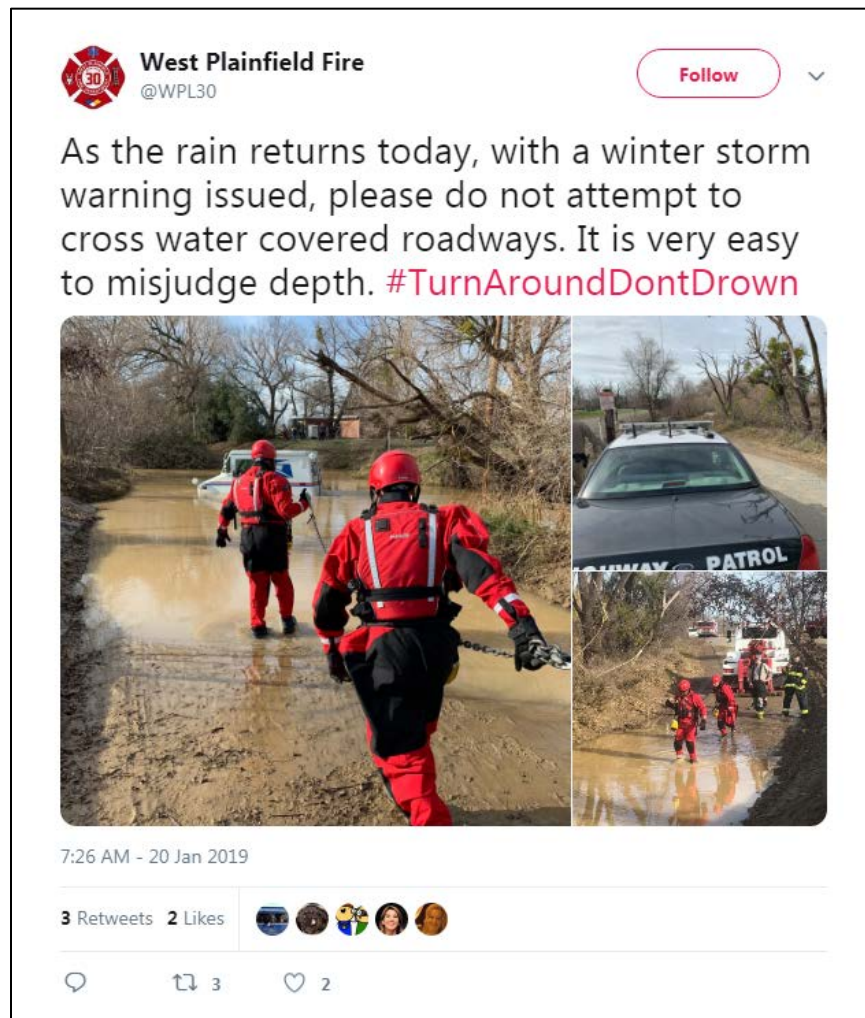 West Plainfield Fire
@WPL30
Follow
As the rain returns today, with a winter storm
warning issued, please do not attempt to
cross water covered roadways. It is very easy
to misjudge depth. #TurnAroundDontDrown
HIGHWAY PATROL
7:26 AM - 20 Jan 2019
3 Retweets 2 Likes
3 2
30